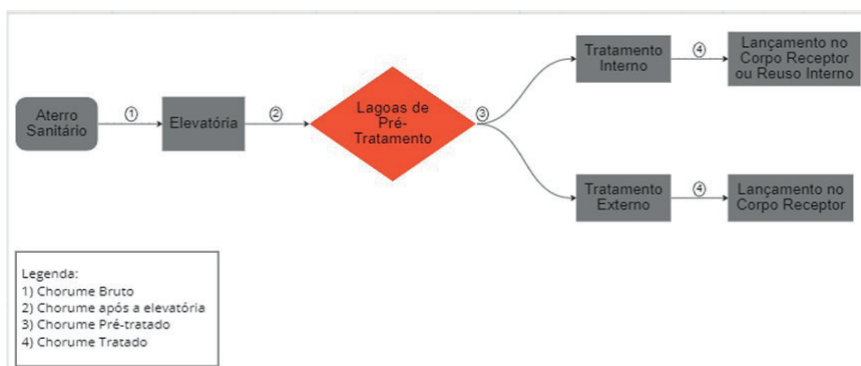 Aterro
Sanitário
①
Elevatória
②
Lagoas de
Pré-
Tratamento
③
Tratamento
Interno
④
Lançamento no
Corpo Receptor
ou Reuso Interno
Tratamento
Externo
④
Lançamento no
Corpo Receptor
Legenda:
1) Chorume Bruto
2) Chorume após a elevatória
3) Chorume Pré-tratado
4) Chorume Tratado